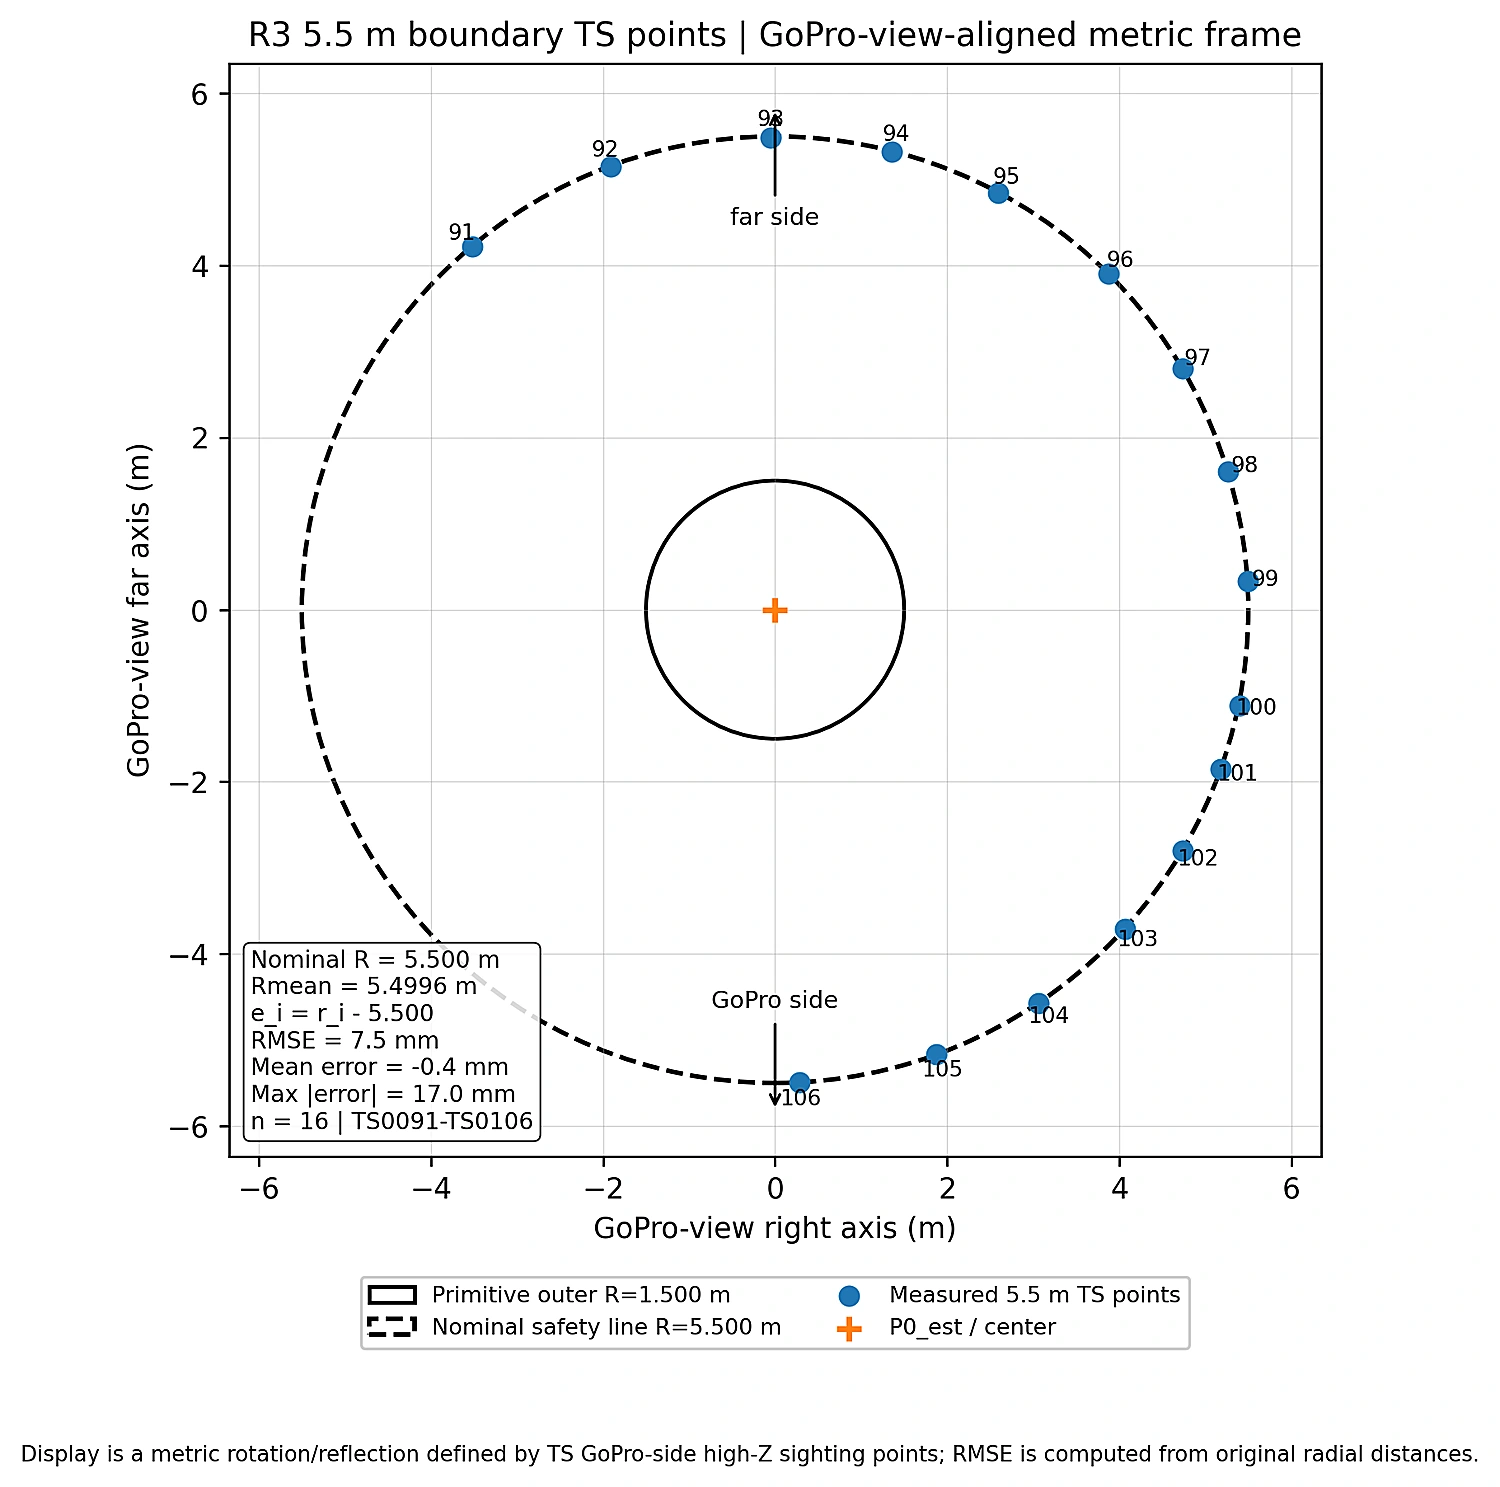 R3 5.5 m boundary TS points | GoPro-view-aligned metric frame
6
4
2
0
−2
−4
−6
GoPro-view far axis (m)
91
92
93
94
95
96
97
98
99
100
101
102
103
104
105
106
far side
GoPro side
Nominal R = 5.500 m
Rmean = 5.4996 m
e_i = r_i - 5.500
RMSE = 7.5 mm
Mean error = -0.4 mm
Max |error| = 17.0 mm
n = 16 | TS0091-TS0106
−6 −4 −2 0 2 4 6
GoPro-view right axis (m)
Primitive outer R=1.500 m
Nominal safety line R=5.500 m
Measured 5.5 m TS points
P0_est / center
Display is a metric rotation/reflection defined by TS GoPro-side high-Z sighting points; RMSE is computed from original radial distances.